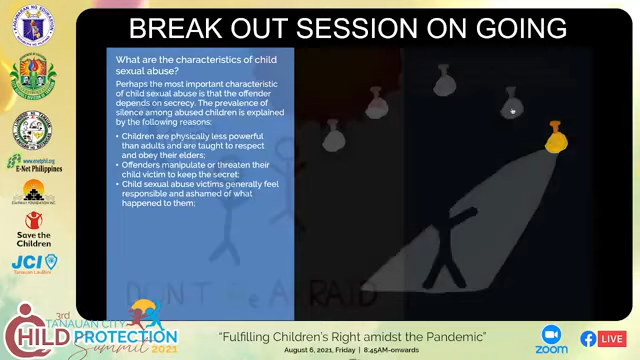 BREAK OUT SESSION ON GOING
What are the characteristics of child
sexual abuse?
Perhaps the most important characteristic
of child sexual abuse is that the offender
depends on secrecy. The prevalence of
silence among abused children is explained
by the following reasons:
• Children are physically less powerful
than adults and are taught to respect
and obey their elders;
• Offenders manipulate or threaten their
child victim to keep the secret;
• Child sexual abuse victims generally feel
responsible and ashamed of what
happened to them;
DON'T BE AFRAID
E-Net Philippines
Save the
Children
JCI
3rd
TANAUAN CITY
CHILD PROTECTION
Summit 2021
"Fulfilling Children's Right amidst the Pandemic"
August 6, 2021, Friday | 8:45AM-onwards
zoom
LIVE